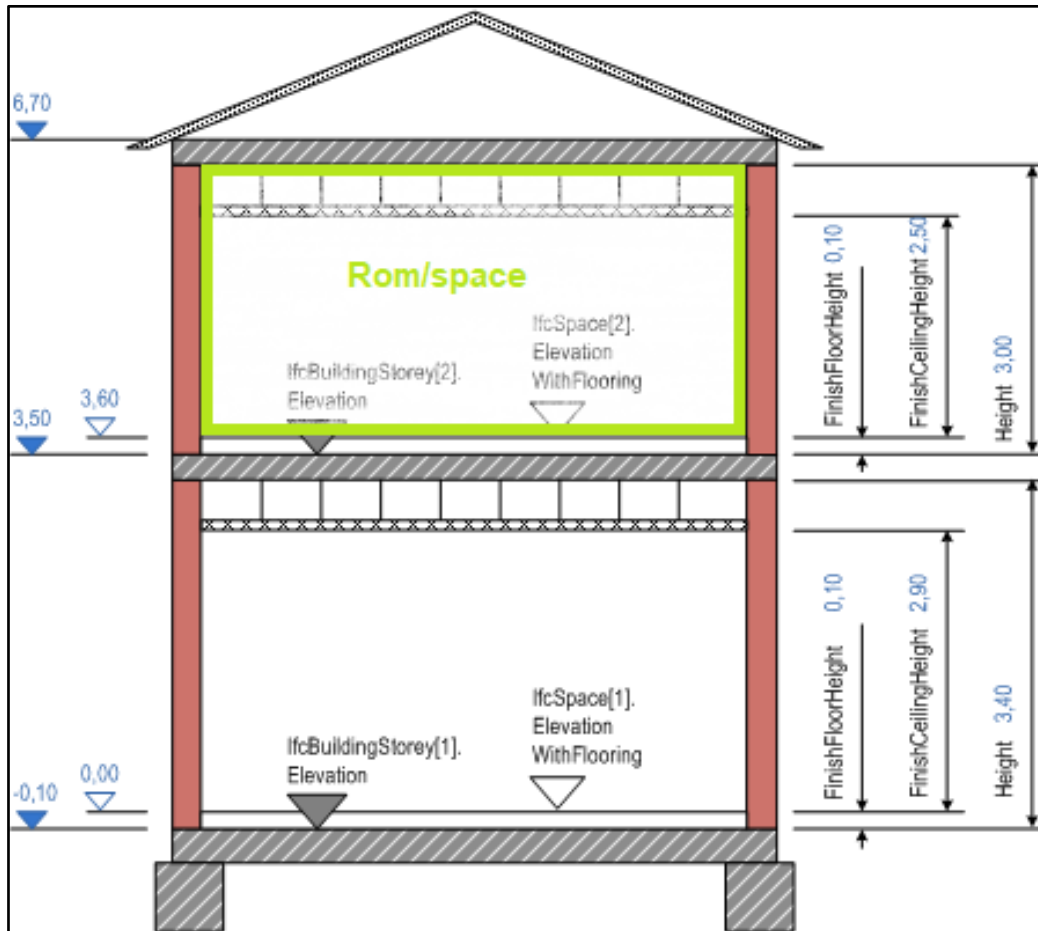 6,70
Rom/space
IfcSpace[2].
Elevation
WithFlooring
IfcBuildingStorey[2].
Elevation
3,60
3,50
FinishFloorHeight 0,10
FinishCeilingHeight 2,50
Height 3,00
IfcSpace[1].
Elevation
WithFlooring
IfcBuildingStorey[1].
Elevation
0,00
-0,10
FinishFloorHeight 0,10
FinishCeilingHeight 2,90
Height 3,40